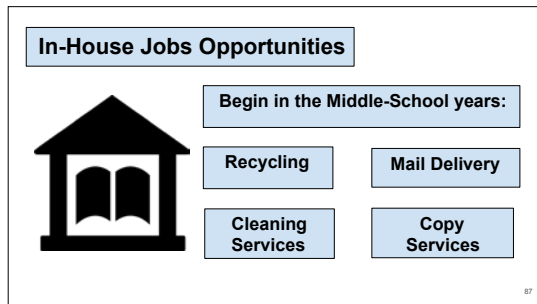 In-House Jobs Opportunities
Begin in the Middle-School years:
Recycling
Mail Delivery
Cleaning
Services
Copy
Services
87